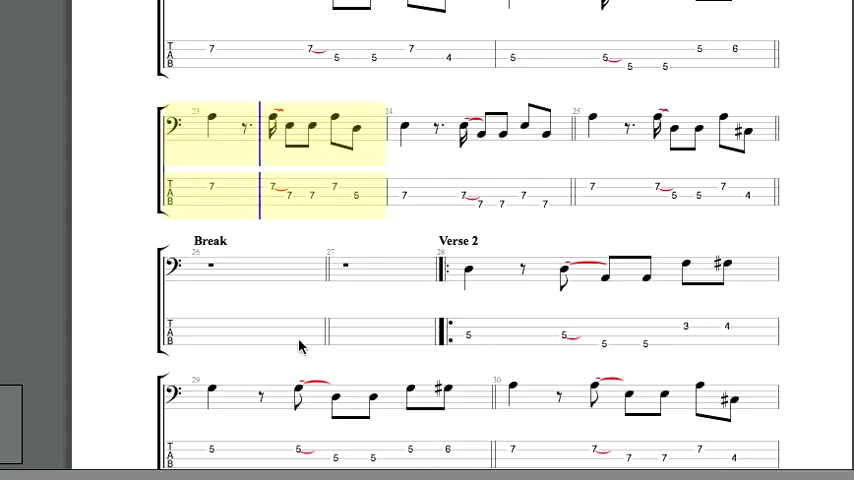 T 7 7 7 5 6
A 5 5 4 5 5
B 5 5
23 24 25
T 7 7 7 7 7 7
A 7 7 5 7 7 7 5 5 4
B 7 7 7
Break Verse 2
26 27 28
T 3 4
A 5 5
B 5 5
29 30
T 5 5 5 6 7 7 7
A 5 5 7 7 4
B